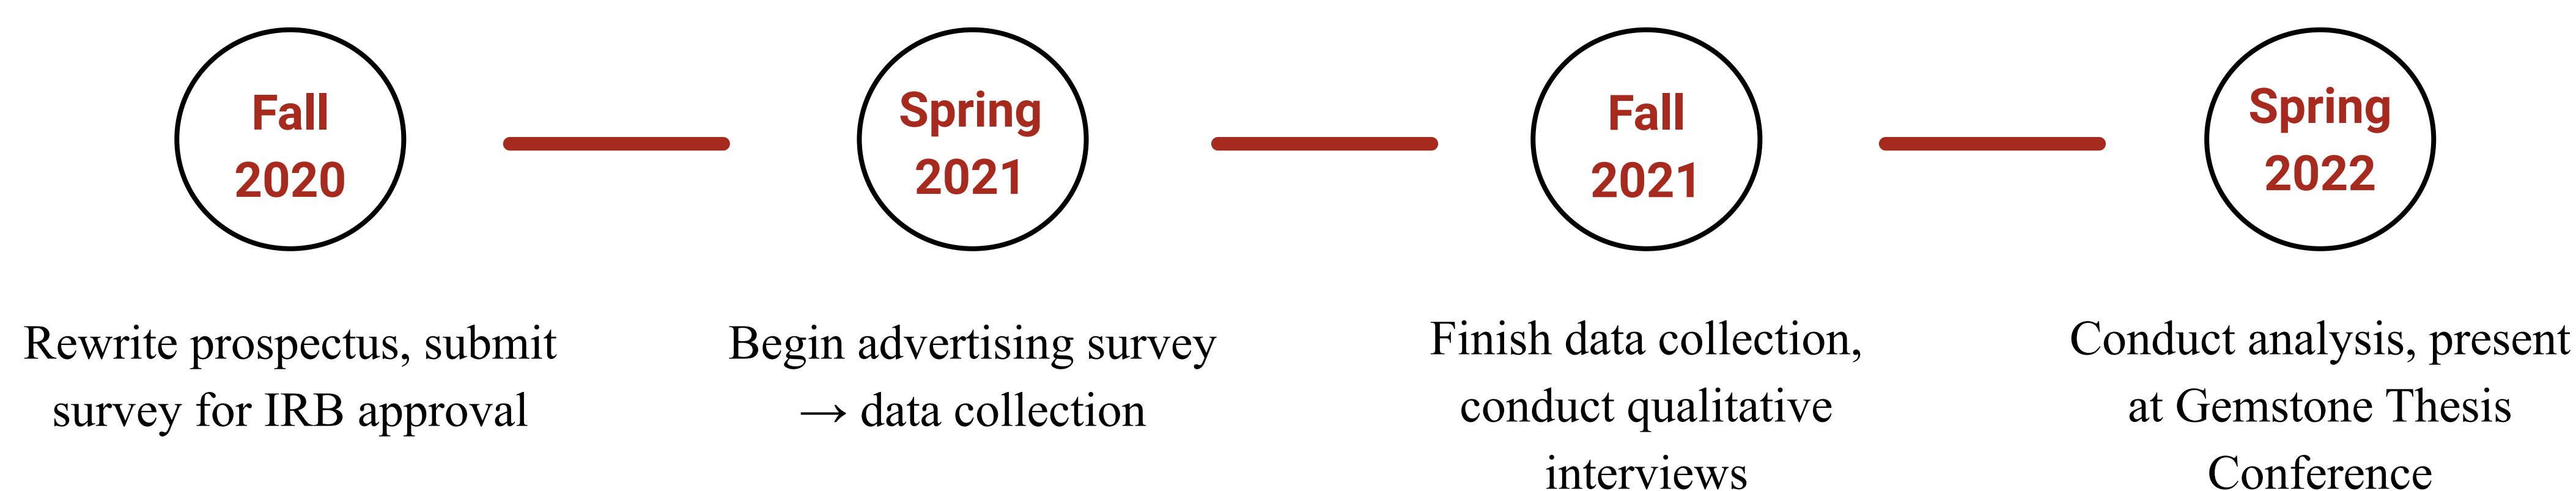 Fall
2020
Rewrite prospectus, submit
survey for IRB approval
Spring
2021
Begin advertising survey
→ data collection
Fall
2021
Finish data collection,
conduct qualitative
interviews
Spring
2022
Conduct analysis, present
at Gemstone Thesis
Conference